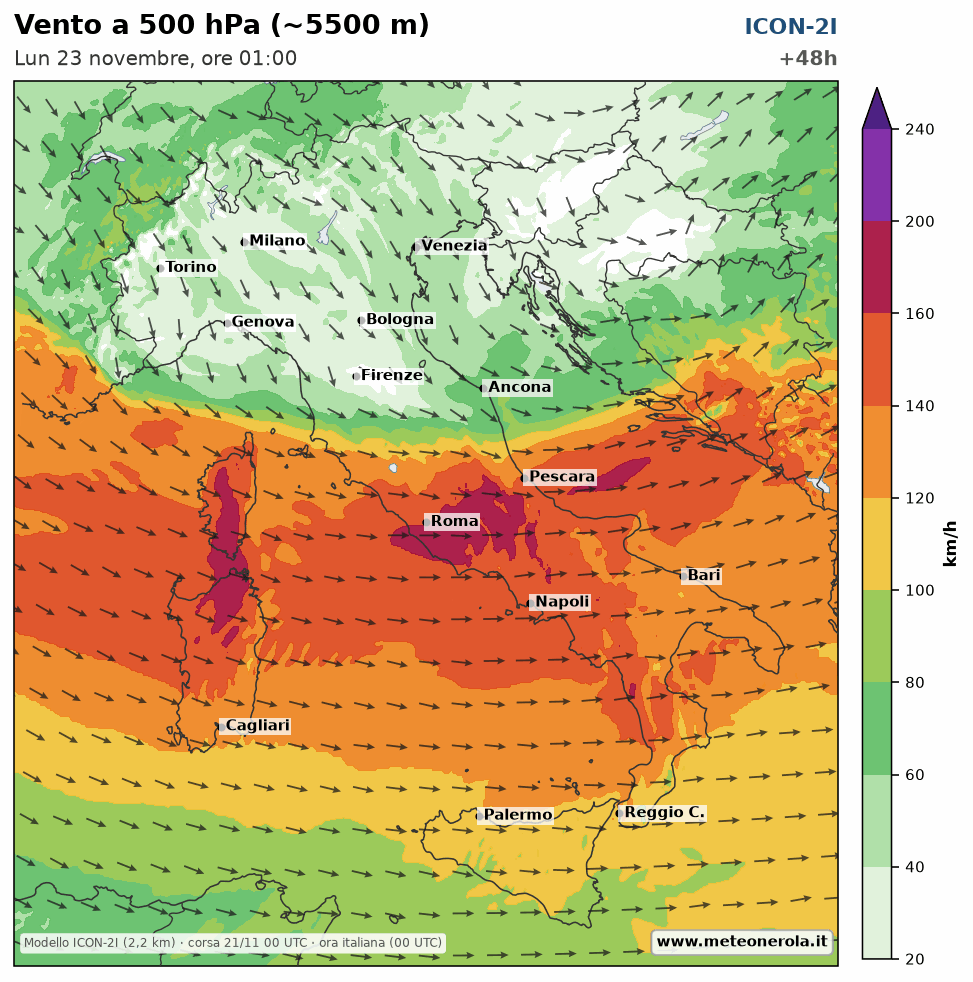 Vento a 500 hPa (~5500 m)
ICON-2I
Lun 23 novembre, ore 01:00
+48h
Milano
Venezia
Torino
Genova
Bologna
Firenze
Ancona
Pescara
Roma
Bari
Napoli
Cagliari
Palermo
Reggio C.
240
200
160
140
120
100
80
60
40
20
km/h
Modello ICON-2I (2,2 km) · corsa 21/11 00 UTC · ora italiana (00 UTC)
www.meteonerola.it